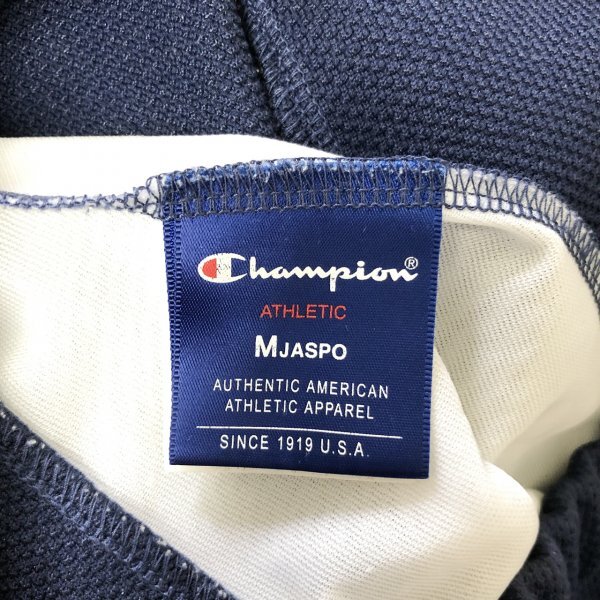 Champion®
ATHLETIC
MJASPO
AUTHENTIC AMERICAN
ATHLETIC APPAREL
SINCE 1919 U.S.A.